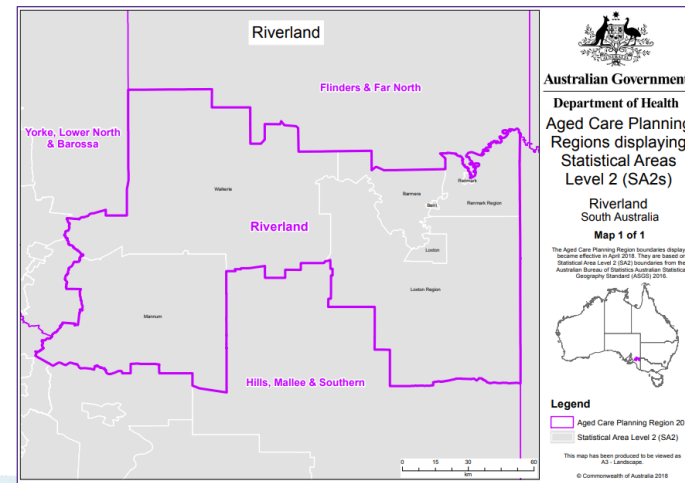 Riverland
Flinders & Far North
Yorke, Lower North
& Barossa
Waikerie
Barmera
Berri
Renmark
Renmark Region
Riverland
Loxton
Loxton Region
Mannum
Hills, Mallee & Southern
0 15 30 60
km
Australian Government
Department of Health
Aged Care Planning
Regions displaying
Statistical Areas
Level 2 (SA2s)
Riverland
South Australia
Map 1 of 1
The Aged Care Planning Region boundaries display
became effective in April 2018. They are based on
Statistical Area Level 2 (SA2) boundaries from the
Australian Bureau of Statistics Australian Statistical
Geography Standard (ASGS) 2016.
Legend
Aged Care Planning Region 20
Statistical Area Level 2 (SA2)
This map has been produced to be viewed as
A3 - Landscape.
© Commonwealth of Australia 2018